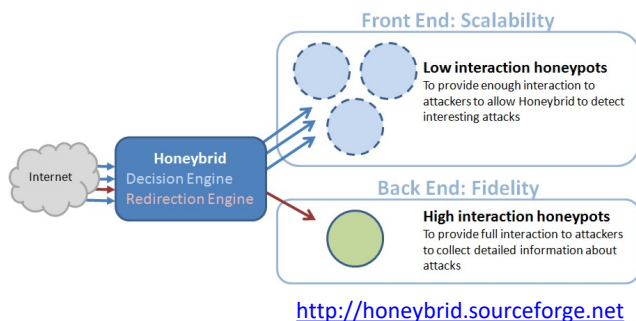 Front End: Scalability
Low interaction honeypots
To provide enough interaction to
attackers to allow Honeybrid to detect
interesting attacks
Internet
Honeybrid
Decision Engine
Redirection Engine
Back End: Fidelity
High interaction honeypots
To provide full interaction to attackers
to collect detailed information about
attacks
http://honeybrid.sourceforge.net